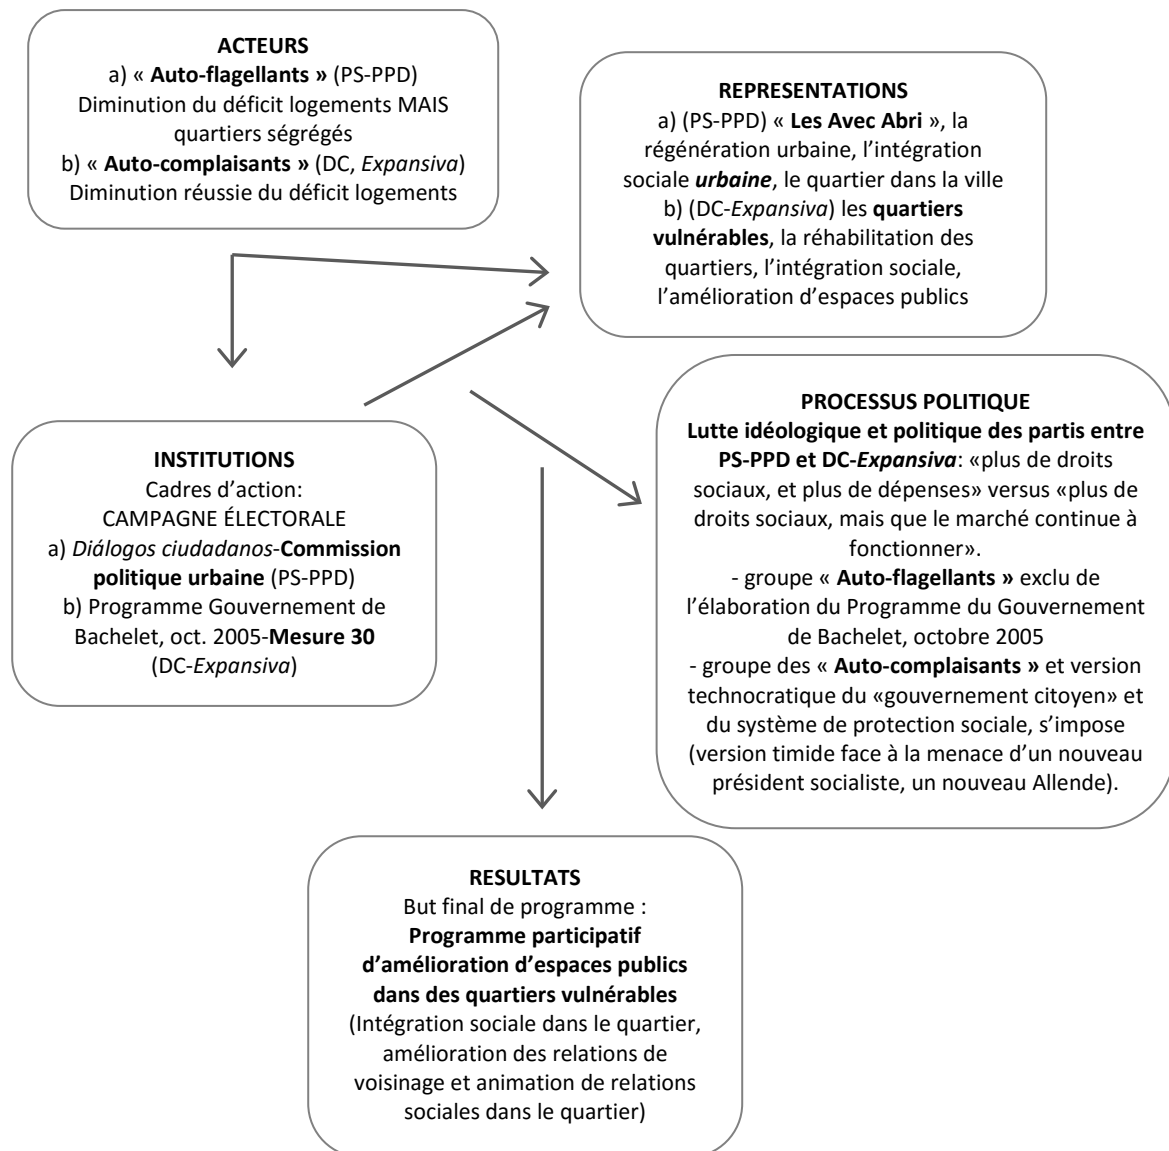 ACTEURS
a) « Auto-flagellants » (PS-PPD)
Diminution du déficit logements MAIS
quartiers ségrégés
b) « Auto-complaisants » (DC, Expansiva)
Diminution réussie du déficit logements
REPRESENTATIONS
a) (PS-PPD) « Les Avec Abri », la
régénération urbaine, l’intégration
sociale urbaine, le quartier dans la ville
b) (DC-Expansiva) les quartiers
vulnérables, la réhabilitation des
quartiers, l’intégration sociale,
l’amélioration d’espaces publics
INSTITUTIONS
Cadres d’action:
CAMPAGNE ÉLECTORALE
a) Diálogos ciudadanos-Commission
politique urbaine (PS-PPD)
b) Programme Gouvernement de
Bachelet, oct. 2005-Mesure 30
(DC-Expansiva)
PROCESSUS POLITIQUE
Lutte idéologique et politique des partis entre
PS-PPD et DC-Expansiva: «plus de droits
sociaux, et plus de dépenses» versus «plus de
droits sociaux, mais que le marché continue à
fonctionner».
- groupe « Auto-flagellants » exclu de
l’élaboration du Programme du Gouvernement
de Bachelet, octobre 2005
- groupe des « Auto-complaisants » et version
technocratique du «gouvernement citoyen» et
du système de protection sociale, s’impose
(version timide face à la menace d’un nouveau
président socialiste, un nouveau Allende).
RESULTATS
But final de programme :
Programme participatif
d’amélioration d’espaces publics
dans des quartiers vulnérables
(Intégration sociale dans le quartier,
amélioration des relations de
voisinage et animation de relations
sociales dans le quartier)